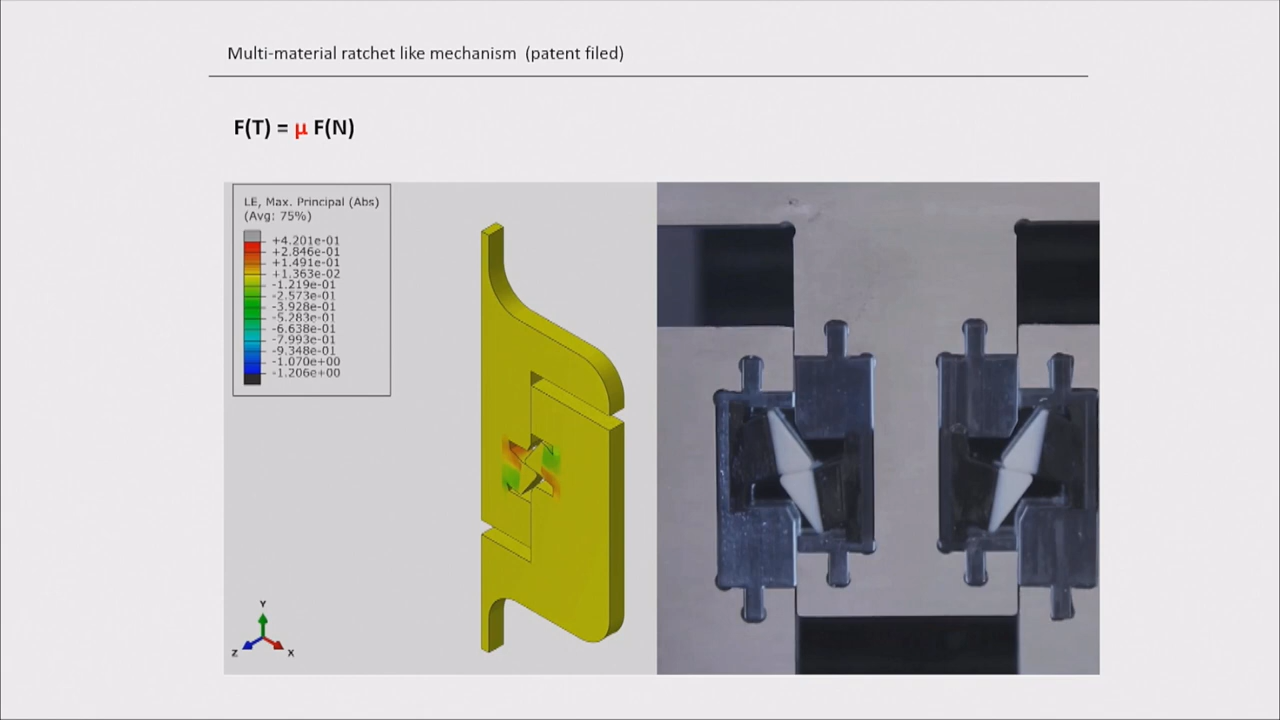 Multi-material ratchet like mechanism (patent filed)
F(T) = μ F(N)
LE, Max. Principal (Abs)
(Avg: 75%)
+4.201e-01
+2.846e-01
+1.491e-01
+1.363e-02
-1.219e-01
-2.573e-01
-3.928e-01
-5.283e-01
-6.638e-01
-7.993e-01
-9.348e-01
-1.070e+00
-1.206e+00
Y
Z
X